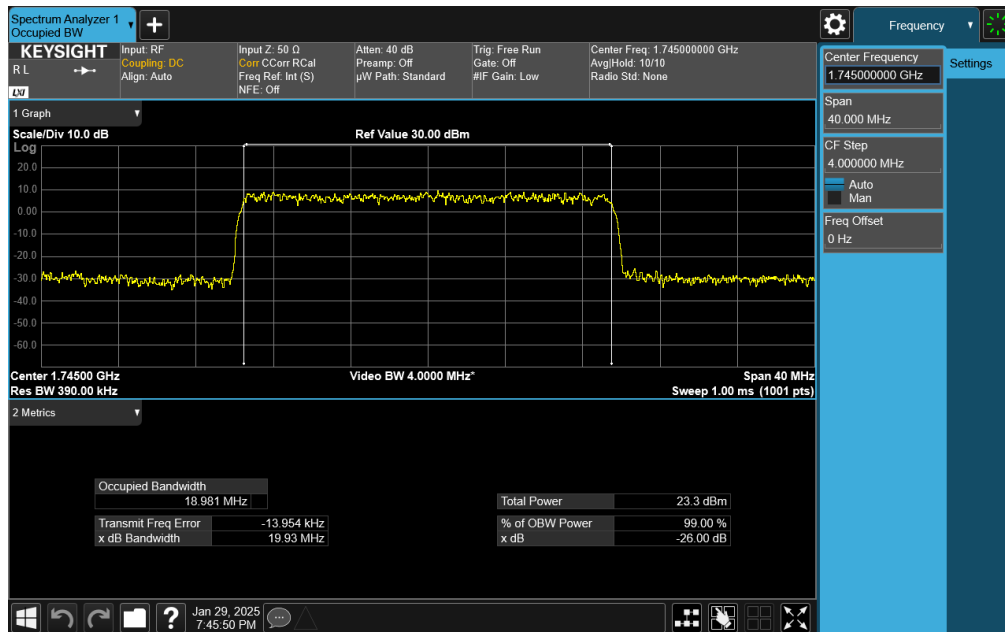 Spectrum Analyzer 1
Occupied BW
Frequency
KEYSIGHT
R L
LXI
Input: RF
Coupling: DC
Align: Auto
Input Z: 50 Ω
Corr CCorr RCal
Freq Ref: Int (S)
NFE: Off
Atten: 40 dB
Preamp: Off
µW Path: Standard
Trig: Free Run
Gate: Off
#IF Gain: Low
Center Freq: 1.745000000 GHz
Avg|Hold: 10/10
Radio Std: None
Center Frequency
1.745000000 GHz
Settings
Span
40.000 MHz
CF Step
4.000000 MHz
Auto
Man
Freq Offset
0 Hz
1 Graph
Scale/Div 10.0 dB
Ref Value 30.00 dBm
Log
20.0
10.0
0.00
-10.0
-20.0
-30.0
-40.0
-50.0
-60.0
Center 1.74500 GHz
Video BW 4.0000 MHz*
Span 40 MHz
Res BW 390.00 kHz
Sweep 1.00 ms (1001 pts)
2 Metrics
Occupied Bandwidth
18.981 MHz
Total Power 23.3 dBm
Transmit Freq Error -13.954 kHz
% of OBW Power 99.00 %
x dB Bandwidth 19.93 MHz
x dB -26.00 dB
Jan 29, 2025
7:45:50 PM